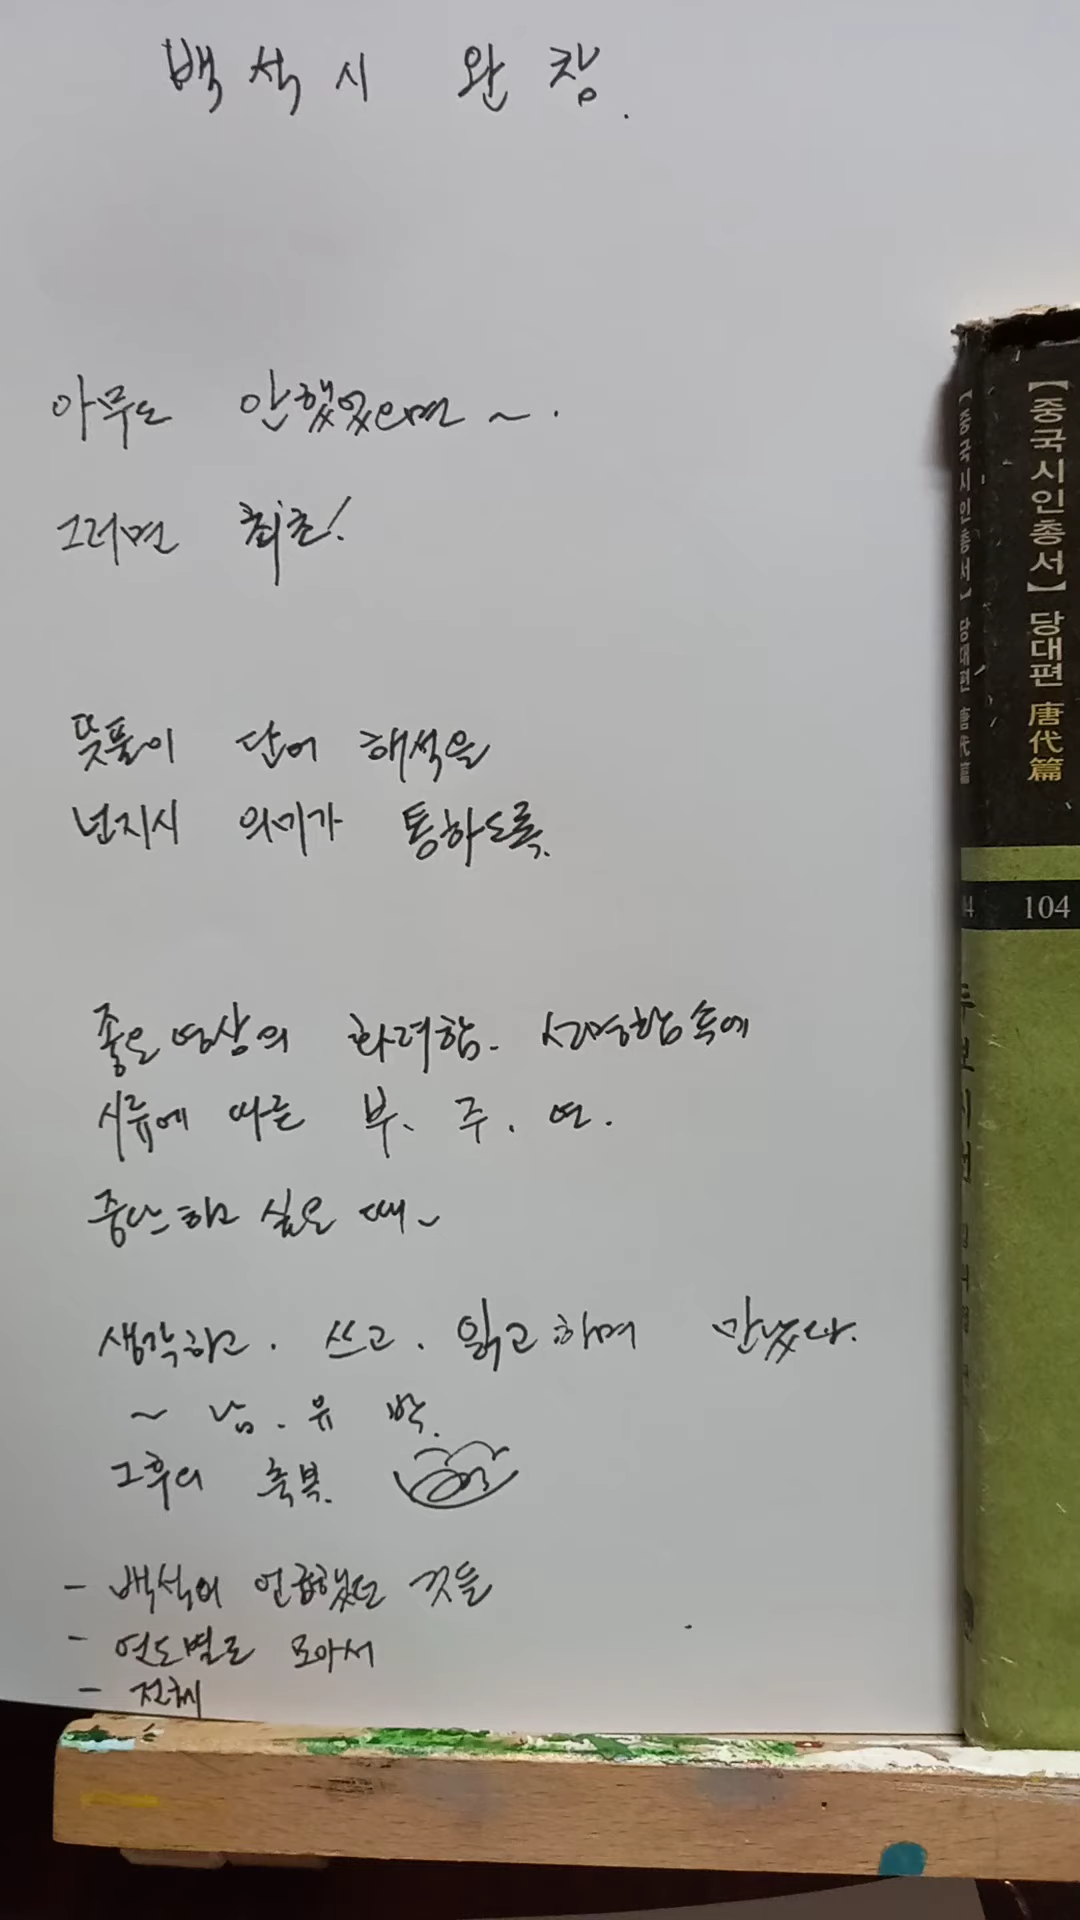 백석시 완창.
아무도 안했었으면 ~.
그러면 최초!
뜻풀이 단어 해석을
넌지시 의미가 통하도록.
좋은 영상의 화려함. 선명함 속에
시류에 따른 부、주. 연.
중단하고 싶은 때~
생각하고. 쓰고. 읽고 하며 만났다.
~ 남. 유 박.
그후의 축복.
- 백석이 언급했던 것들
- 연도별로 모아서
- 전체
【중국시인총서】 당대편 唐代篇
104
【중국시인총서】 당대편 唐代篇